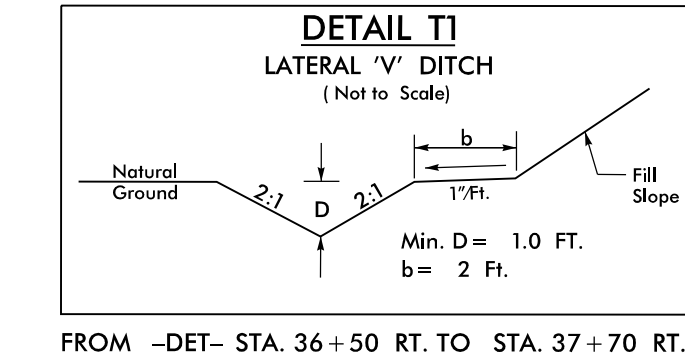 DETAIL T1
LATERAL 'V' DITCH
( Not to Scale)
b
Natural
Ground
2:1
D
2:1
1"/Ft.
Fill
Slope
Min. D = 1.0 FT.
b = 2 Ft.
FROM -DET- STA. 36+50 RT. TO STA. 37+70 RT.